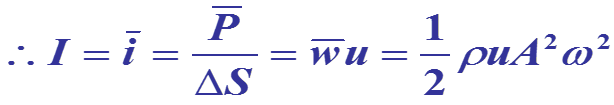 ∴ I = i̅ = P̅ / ΔS = w̅u = 1/2 ρuA²ω²